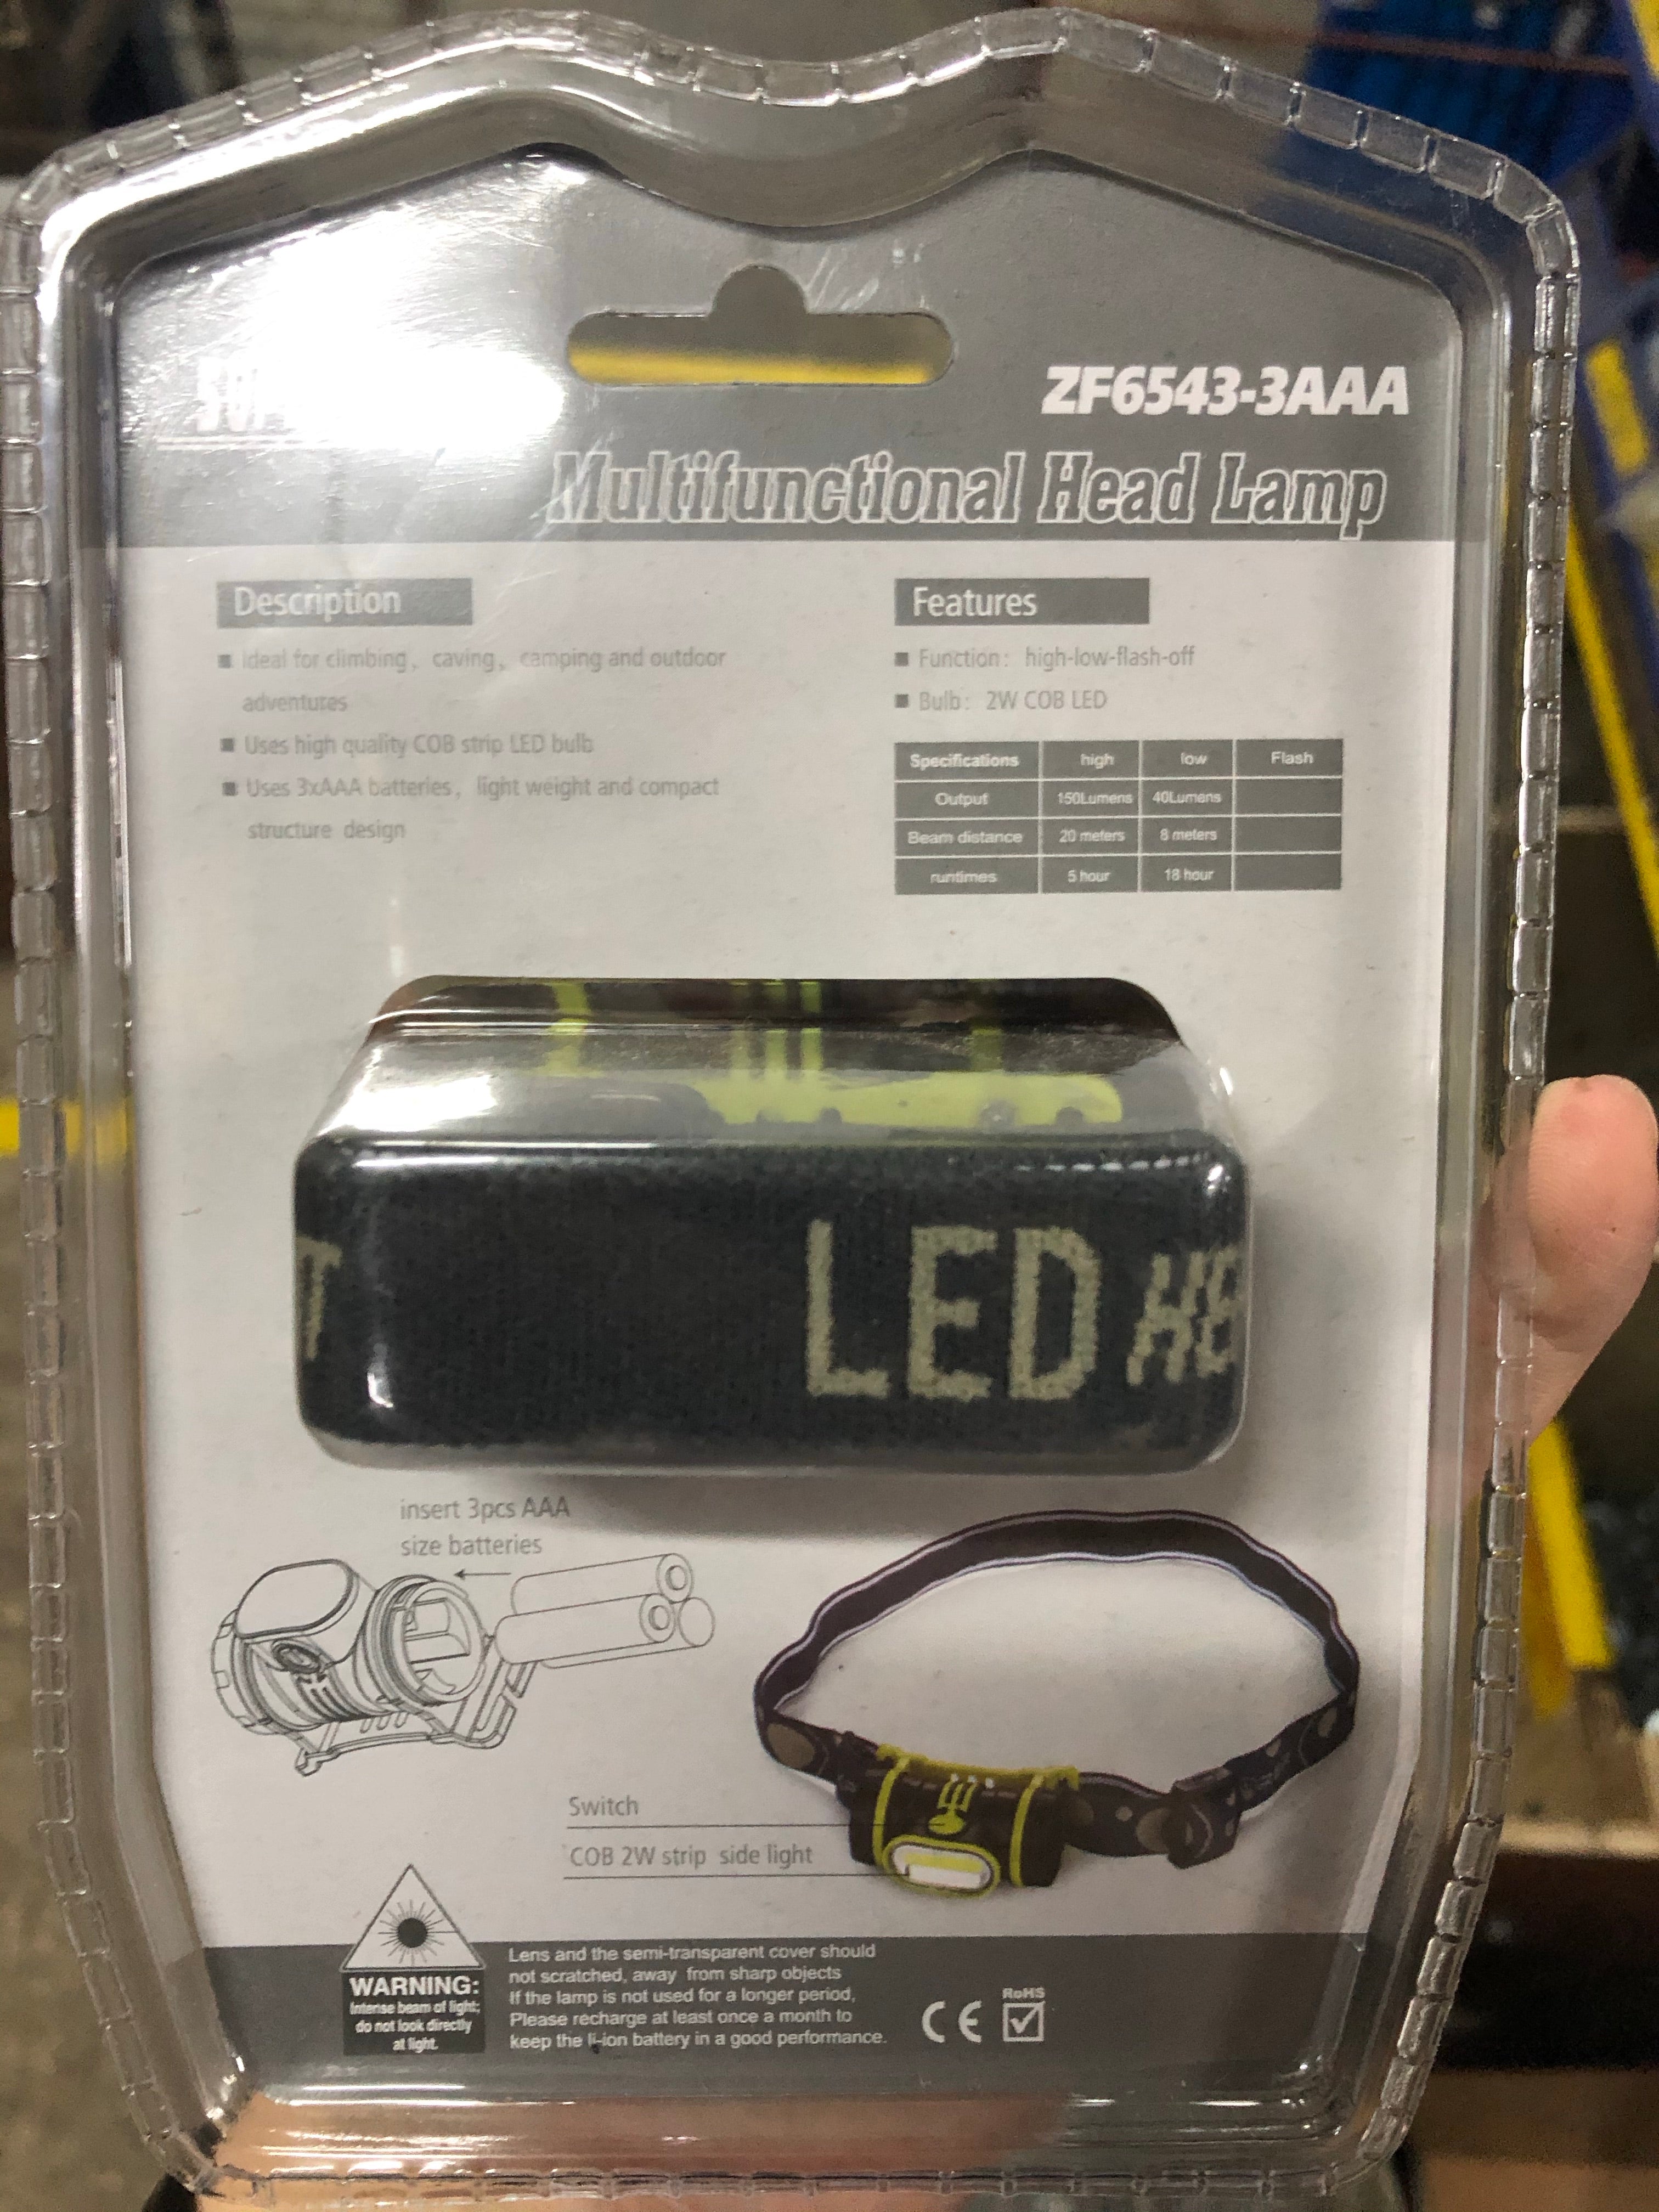 ZF6543-3AAA
Multifunctional Head Lamp
Description
Ideal for climbing, caving, camping and outdoor
adventures
Uses high quality COB strip LED bulb
Uses 3xAAA batteries, light weight and compact
structure design
Features
Function: high-low-flash-off
Bulb: 2W COB LED
Specifications high low Flash
Output 150Lumens 40Lumens
Beam distance 20 meters 8 meters
runtimes 5 hour 18 hour
T LED HE
insert 3pcs AAA
size batteries
Switch
COB 2W strip side light
WARNING:
Intense beam of light;
do not look directly
at light.
Lens and the semi-transparent cover should
not scratched, away from sharp objects
If the lamp is not used for a longer period,
Please recharge at least once a month to
keep the li-ion battery in a good performance.
CE
RoHS